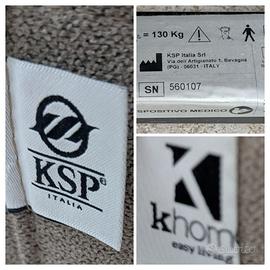 KSP®
ITALIA
= 130 Kg
KSP Italia Srl
Via dell'Artigianato 1, Bevagna
(PG) - 06031 - ITALY
SN 560107
DISPOSITIVO MEDICO
K
khome
easy living